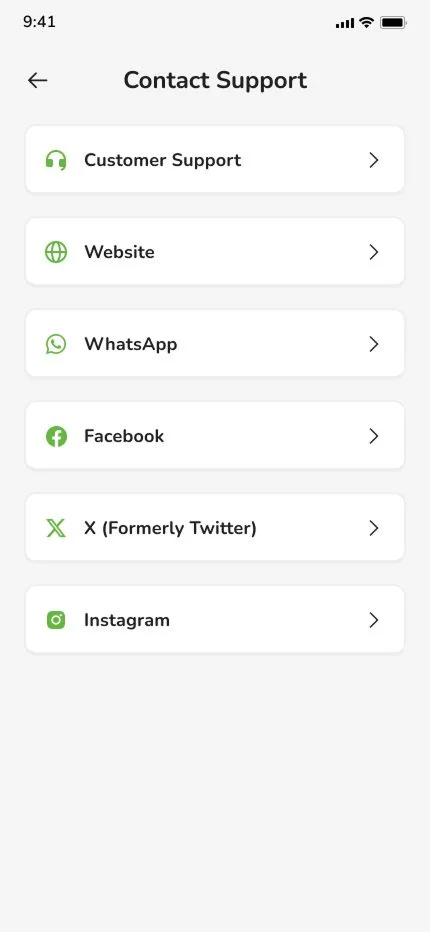 9:41
Contact Support
Customer Support
Website
WhatsApp
Facebook
X (Formerly Twitter)
Instagram